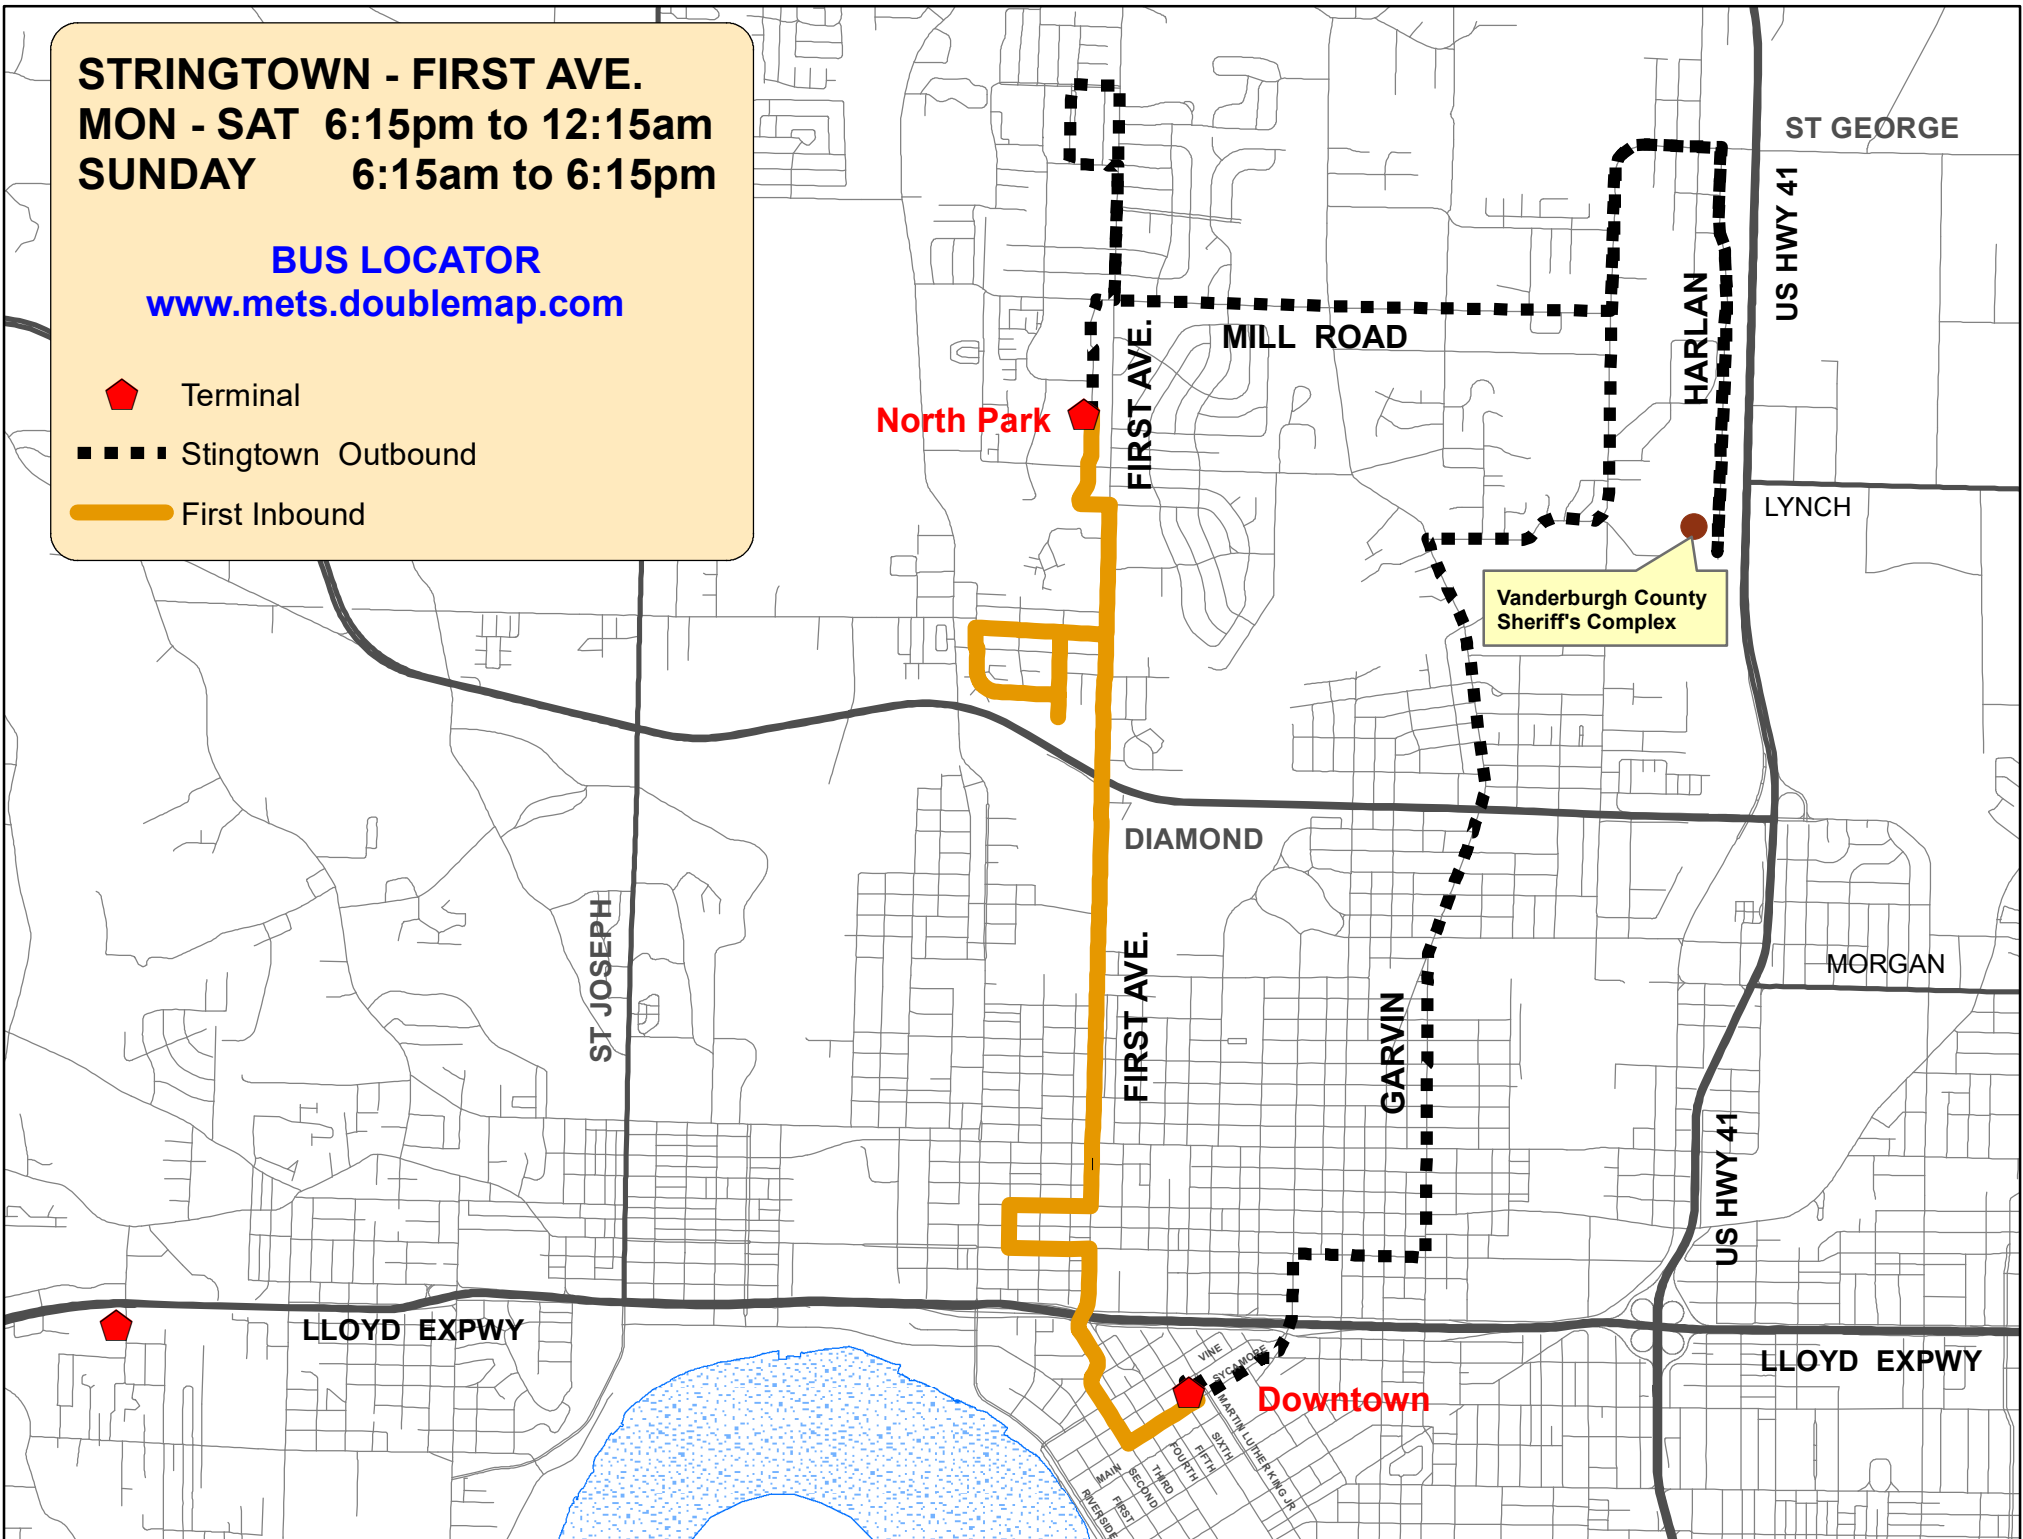 STRINGTOWN - FIRST AVE.
MON - SAT 6:15pm to 12:15am
SUNDAY 6:15am to 6:15pm
BUS LOCATOR
www.mets.doublemap.com
Terminal
Stingtown Outbound
First Inbound
ST GEORGE
US HWY 41
HARLAN
MILL ROAD
FIRST AVE.
North Park
LYNCH
Vanderburgh County
Sheriff's Complex
DIAMOND
ST JOSEPH
FIRST AVE.
GARVIN
MORGAN
US HWY 41
LLOYD EXPWY
LLOYD EXPWY
VINE
SYCAMORE
Downtown
MARTIN LUTHER KING JR
SIXTH
FIFTH
FOURTH
THIRD
SECOND
FIRST
MAIN
RIVERSIDE